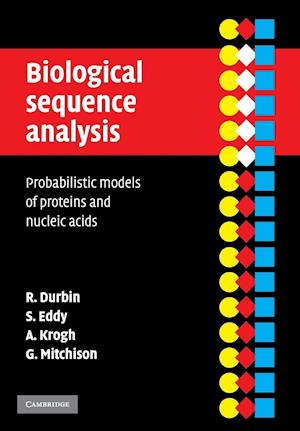 Biological
sequence
analysis
Probabilistic models
of proteins and
nucleic acids
R. Durbin
S. Eddy
A. Krogh
G. Mitchison
CAMBRIDGE